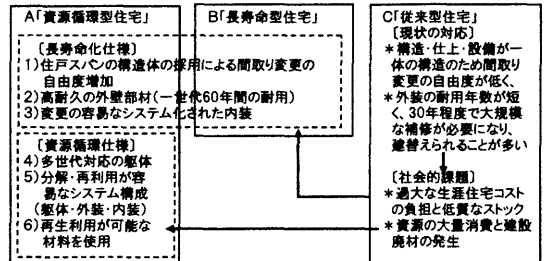 A「資源循環型住宅」
B「長寿命型住宅」
〔長寿命化仕様〕
1)住戸スパンの構造体の採用による間取り変更の
自由度増加
2)高耐久の外壁部材(一世代60年間の耐用)
3)変更の容易なシステム化された内装
〔資源循環仕様〕
4)多世代対応の躯体
5)分解・再利用が容
易なシステム構成
(躯体・外装・内装)
6)再生利用が可能な
材料を使用
C「従来型住宅」
〔現状の対応〕
*構造・仕上・設備が一
体の構造のため間取り
変更の自由度が低く、
*外装の耐用年数が短
く、30年程度で大規模
な補修が必要になり、
建替えられることが多い
〔社会的課題〕
*過大な生涯住宅コスト
の負担と低質なストック
*資源の大量消費と建設
廃材の発生